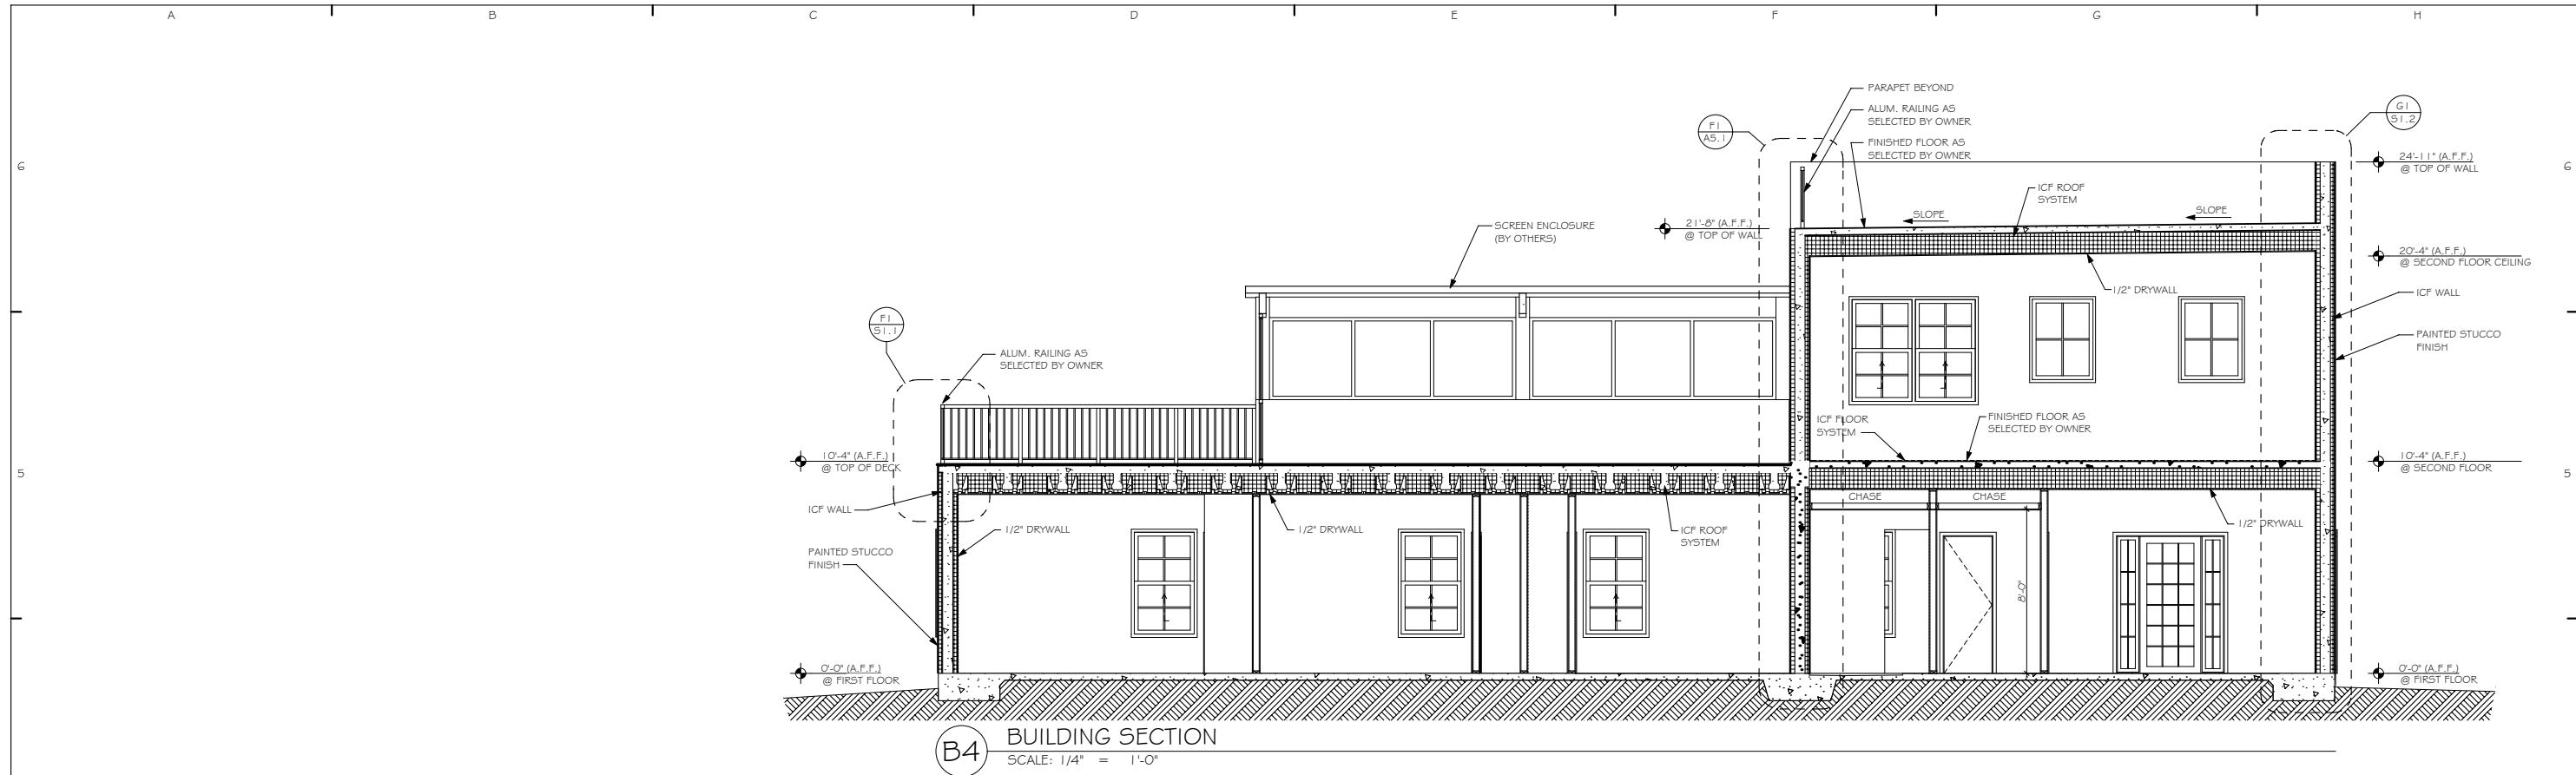 A B C D E F G H
PARAPET BEYOND
ALUM. RAILING AS
SELECTED BY OWNER
FINISHED FLOOR AS
SELECTED BY OWNER
F1
A5.1
G1
S1.2
6
6
24'-11" (A.F.F.)
@ TOP OF WALL
ICF ROOF
SYSTEM
SLOPE
SLOPE
SCREEN ENCLOSURE
(BY OTHERS)
21'-8" (A.F.F.)
@ TOP OF WALL
20'-4" (A.F.F.)
@ SECOND FLOOR CEILING
1/2" DRYWALL
ICF WALL
F1
S1.1
PAINTED STUCCO
FINISH
ALUM. RAILING AS
SELECTED BY OWNER
ICF FLOOR
SYSTEM
FINISHED FLOOR AS
SELECTED BY OWNER
10'-4" (A.F.F.)
@ TOP OF DECK
10'-4" (A.F.F.)
@ SECOND FLOOR
5
5
CHASE
CHASE
ICF WALL
1/2" DRYWALL
1/2" DRYWALL
ICF ROOF
SYSTEM
1/2" DRYWALL
PAINTED STUCCO
FINISH
8'-0"
0'-0" (A.F.F.)
@ FIRST FLOOR
0'-0" (A.F.F.)
@ FIRST FLOOR
B4
BUILDING SECTION
SCALE: 1/4" = 1'-0"